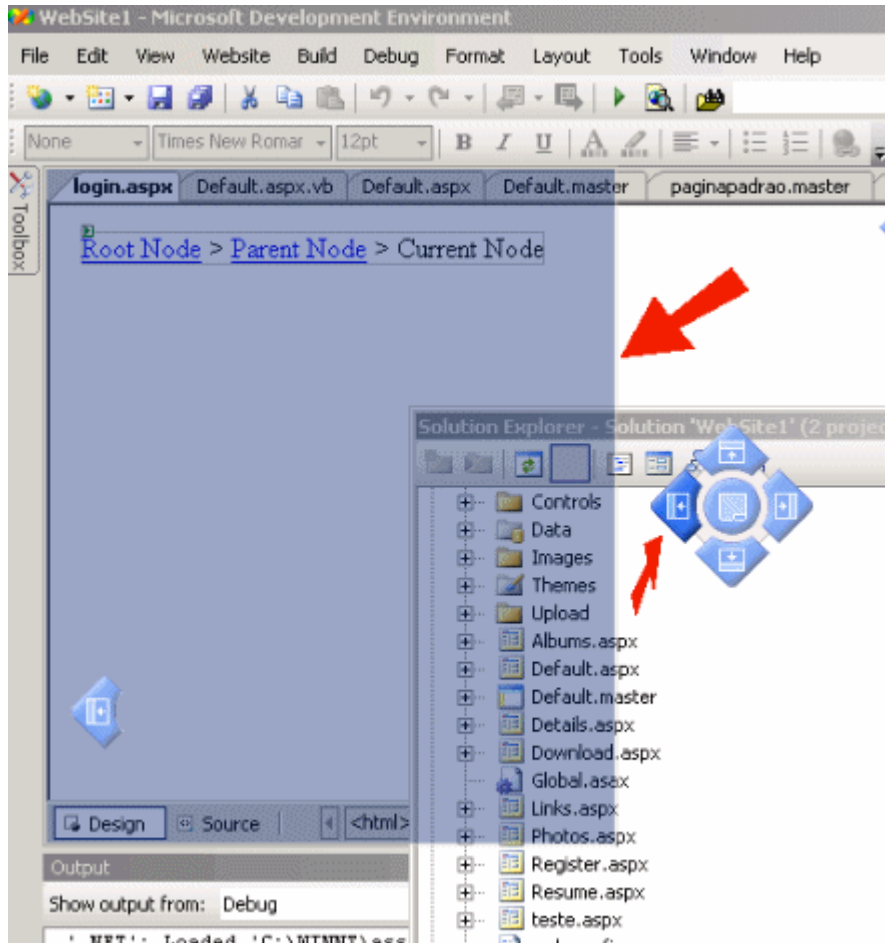 WebSite1 - Microsoft Development Environment
File Edit View Website Build Debug Format Layout Tools Window Help
None Times New Romar 12pt B I U
Toolbox
login.aspx Default.aspx.vb Default.aspx Default.master paginapadrao.master
Root Node > Parent Node > Current Node
Solution Explorer - Solution 'WebSite1' (2 projec
Controls
Data
Images
Themes
Upload
Albums.aspx
Default.aspx
Default.master
Details.aspx
Download.aspx
Global.asax
Links.aspx
Photos.aspx
Register.aspx
Resume.aspx
teste.aspx
Design Source <html>
Output
Show output from: Debug